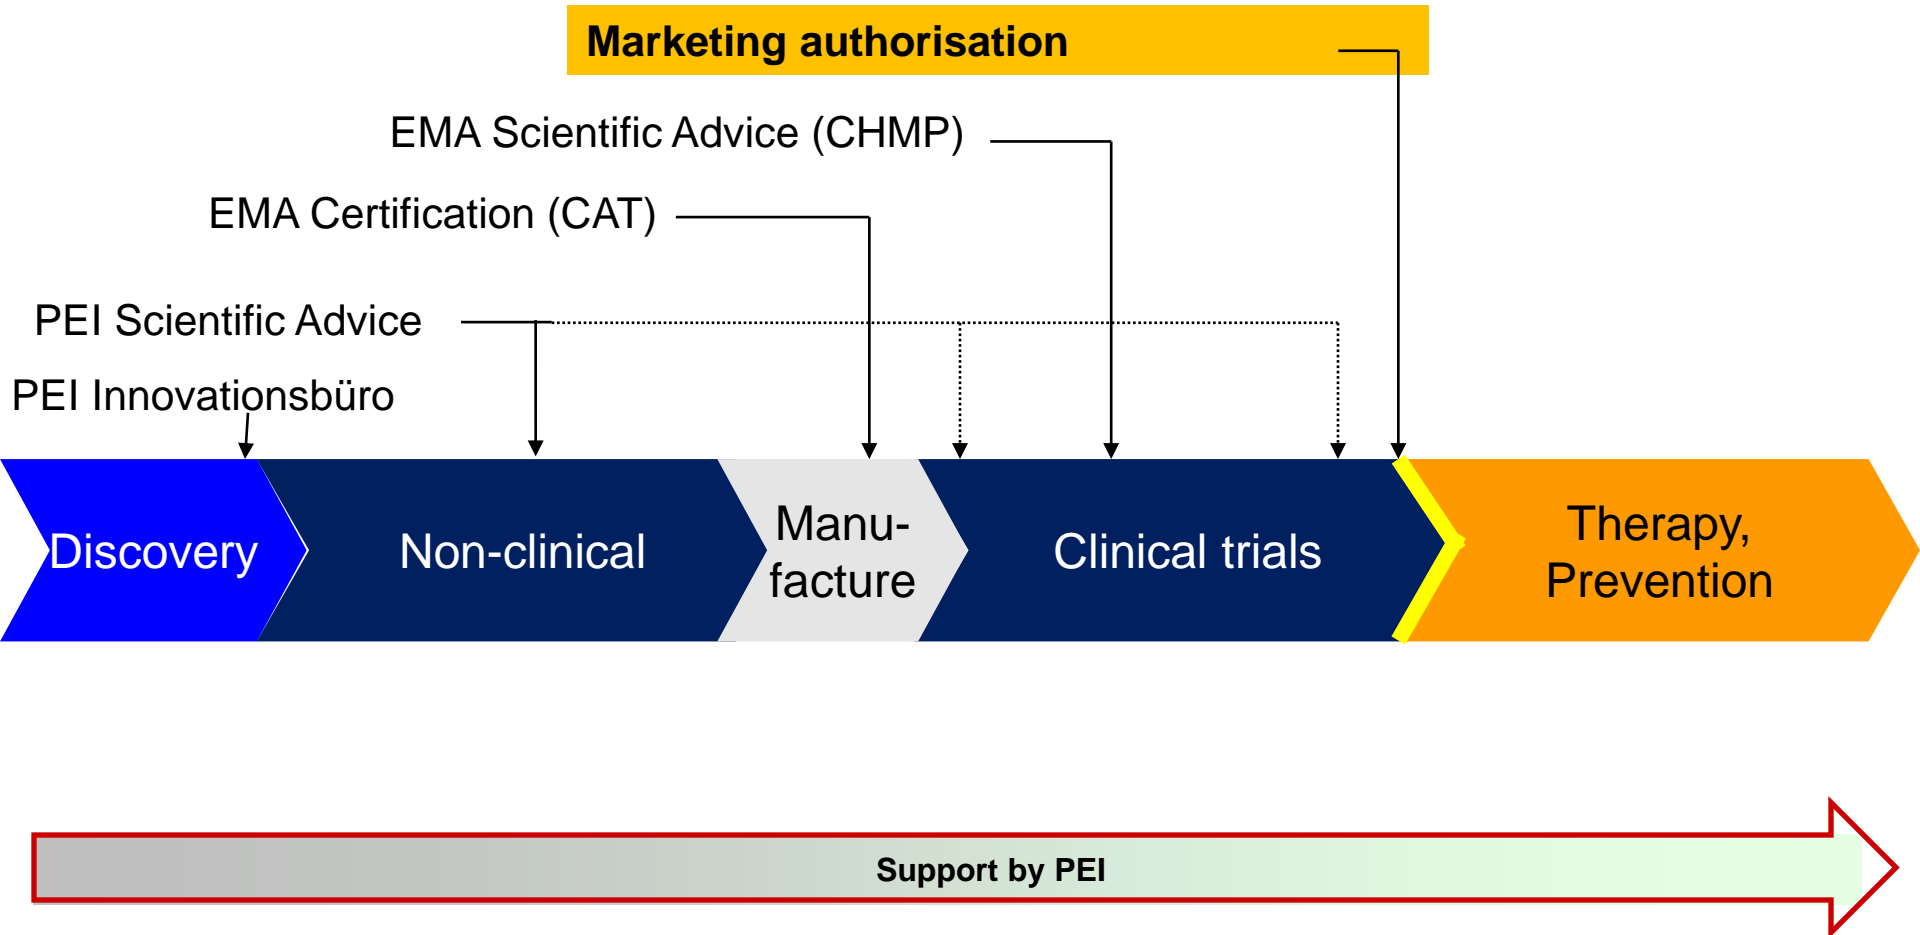 Marketing authorisation
EMA Scientific Advice (CHMP)
EMA Certification (CAT)
PEI Scientific Advice
PEI Innovationsbüro
Discovery
Non-clinical
Manu-
facture
Clinical trials
Therapy,
Prevention
Support by PEI